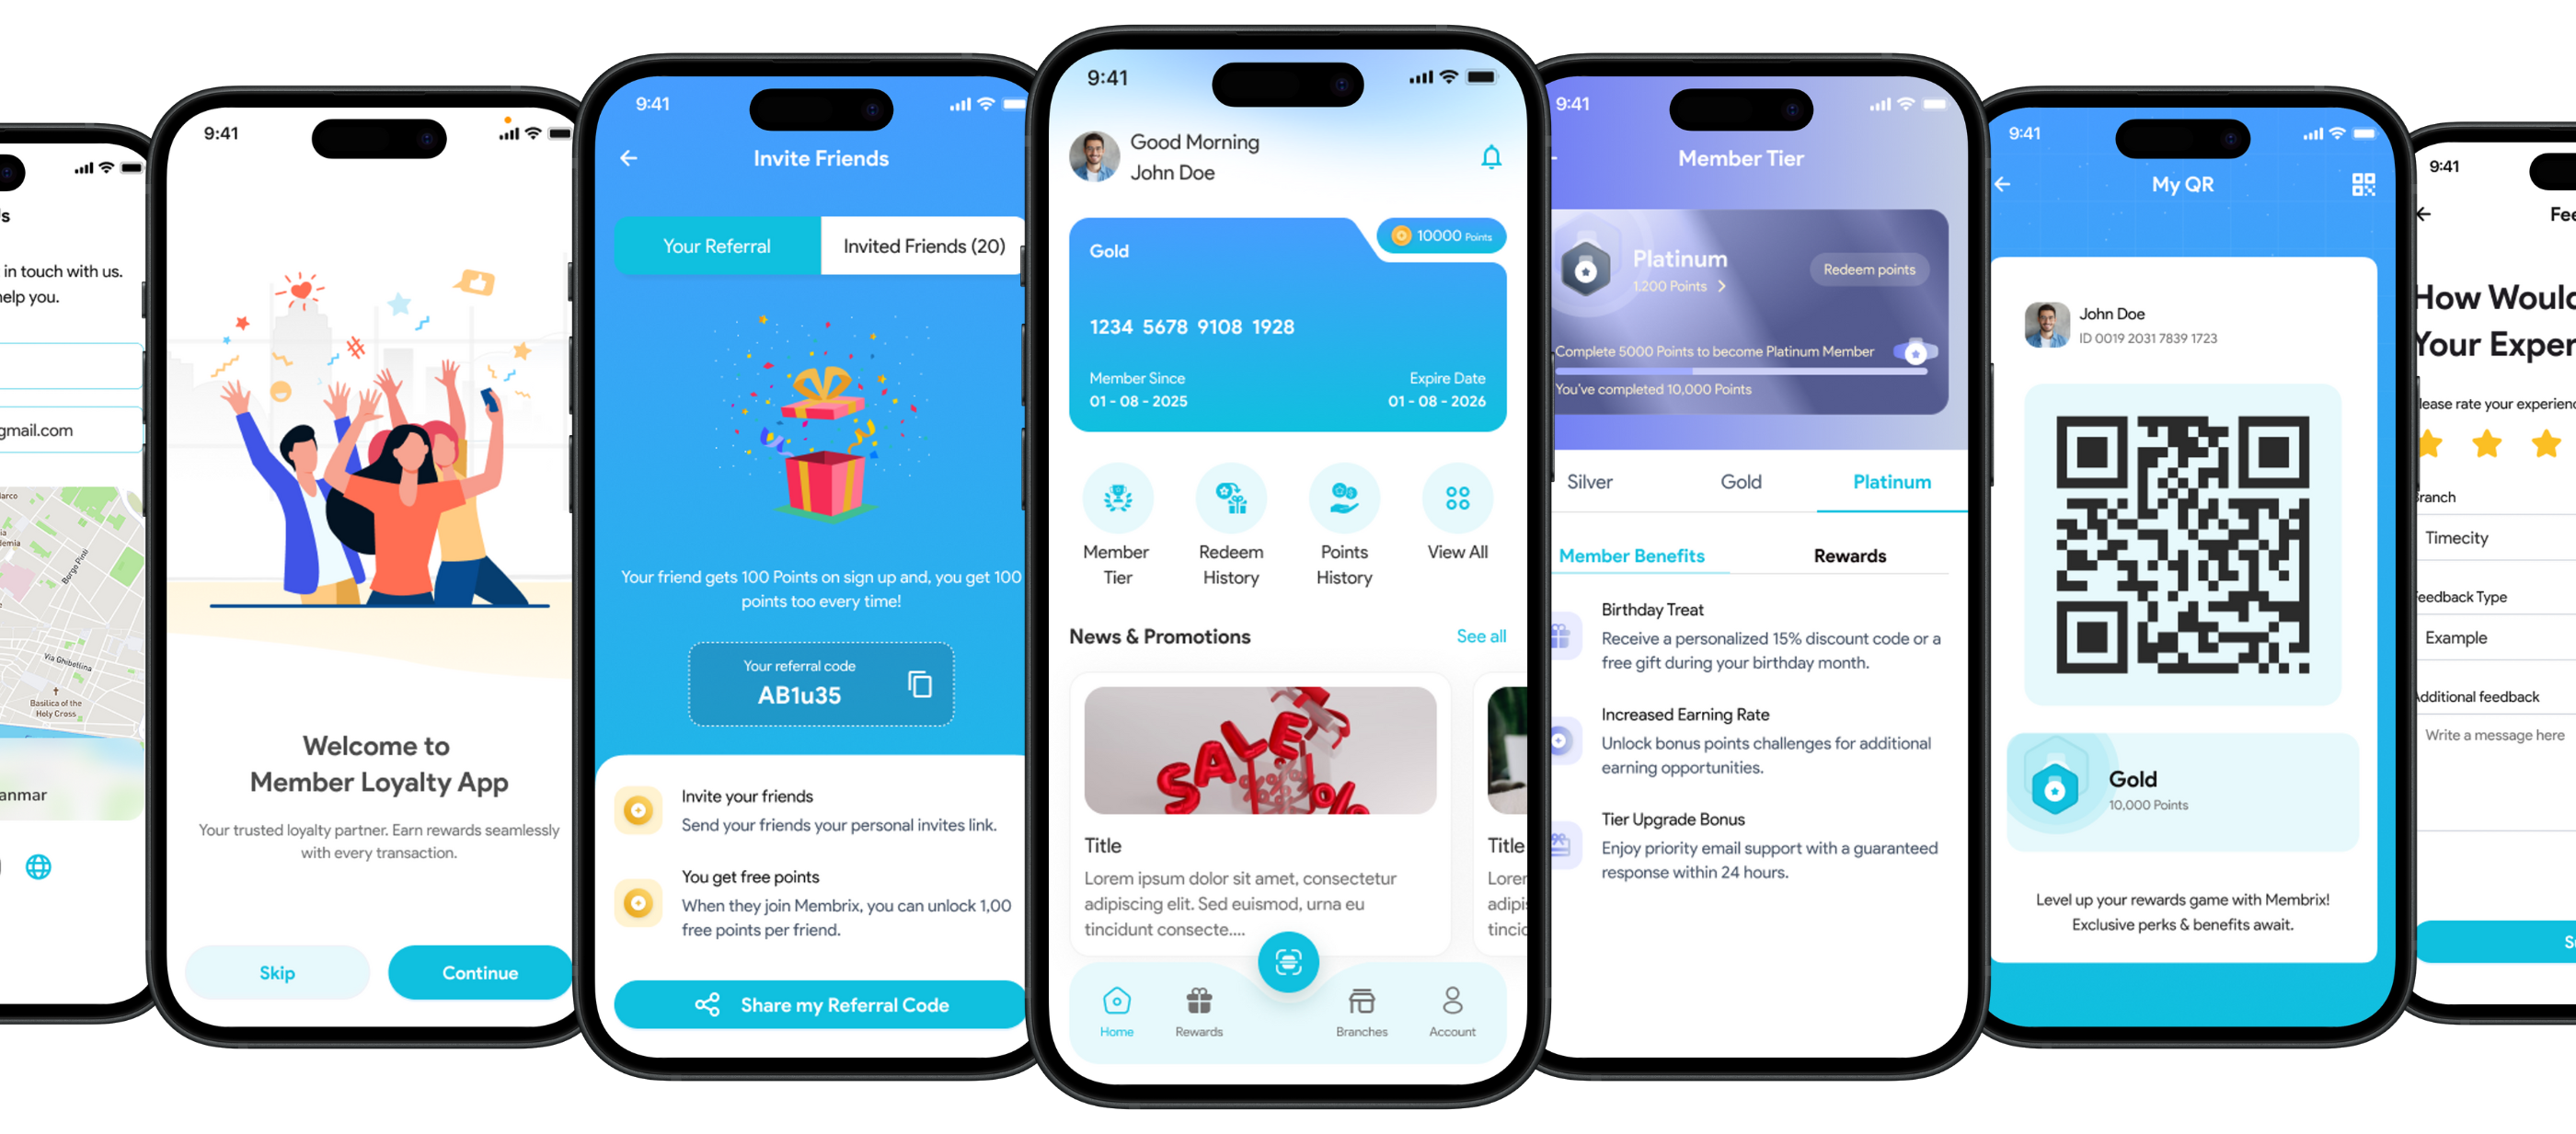 in touch with us.
help you.
gmail.com
Borgo Pinti
Via Ghibellina
Basilica of the
Holy Cross
9:41
Welcome to
Member Loyalty App
Your trusted loyalty partner. Earn rewards seamlessly
with every transaction.
Skip
Continue
9:41
Invite Friends
Your Referral
Invited Friends (20)
Your friend gets 100 Points on sign up and, you get 100
points too every time!
Your referral code
AB1u35
Invite your friends
Send your friends your personal invites link.
You get free points
When they join Membrix, you can unlock 1,00
free points per friend.
Share my Referral Code
9:41
Good Morning
John Doe
Gold
10000 Points
1234 5678 9108 1928
Member Since
01 - 08 - 2025
Expire Date
01 - 08 - 2026
Member
Tier
Redeem
History
Points
History
View All
News & Promotions
See all
SALE
%
Title
Lorem ipsum dolor sit amet, consectetur
adipiscing elit. Sed euismod, urna eu
tincidunt consecte....
Title
Home
Rewards
Branches
Account
9:41
Member Tier
Platinum
1,200 Points
Redeem points
Complete 5000 Points to become Platinum Member
You've completed 10,000 Points
Silver
Gold
Platinum
Member Benefits
Rewards
Birthday Treat
Receive a personalized 15% discount code or a
free gift during your birthday month.
Increased Earning Rate
Unlock bonus points challenges for additional
earning opportunities.
Tier Upgrade Bonus
Enjoy priority email support with a guaranteed
response within 24 hours.
9:41
My QR
John Doe
ID 0019 2031 7839 1723
Gold
10,000 Points
Level up your rewards game with Membrix!
Exclusive perks & benefits await.
9:41
How
Your
rate your
Timecity
Feedback Type
Example
Additional feedback
Write a message here